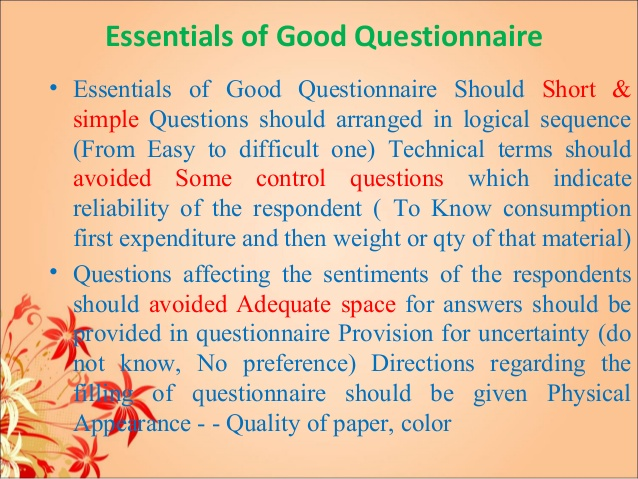 Essentials of Good Questionnaire
• Essentials of Good Questionnaire Should Short &
simple Questions should arranged in logical sequence
(From Easy to difficult one) Technical terms should
avoided Some control questions which indicate
reliability of the respondent ( To Know consumption
first expenditure and then weight or qty of that material)
• Questions affecting the sentiments of the respondents
should avoided Adequate space for answers should be
provided in questionnaire Provision for uncertainty (do
not know, No preference) Directions regarding the
filling of questionnaire should be given Physical
Appearance - - Quality of paper, color